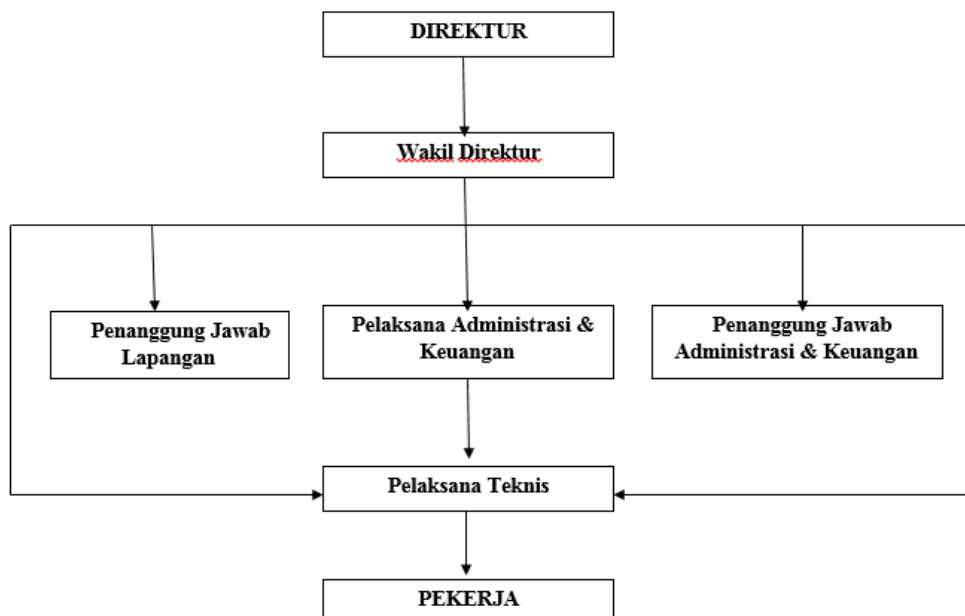 DIREKTUR
Wakil Direktur
Penanggung Jawab
Lapangan
Pelaksana Administrasi &
Keuangan
Penanggung Jawab
Administrasi & Keuangan
Pelaksana Teknis
PEKERJA